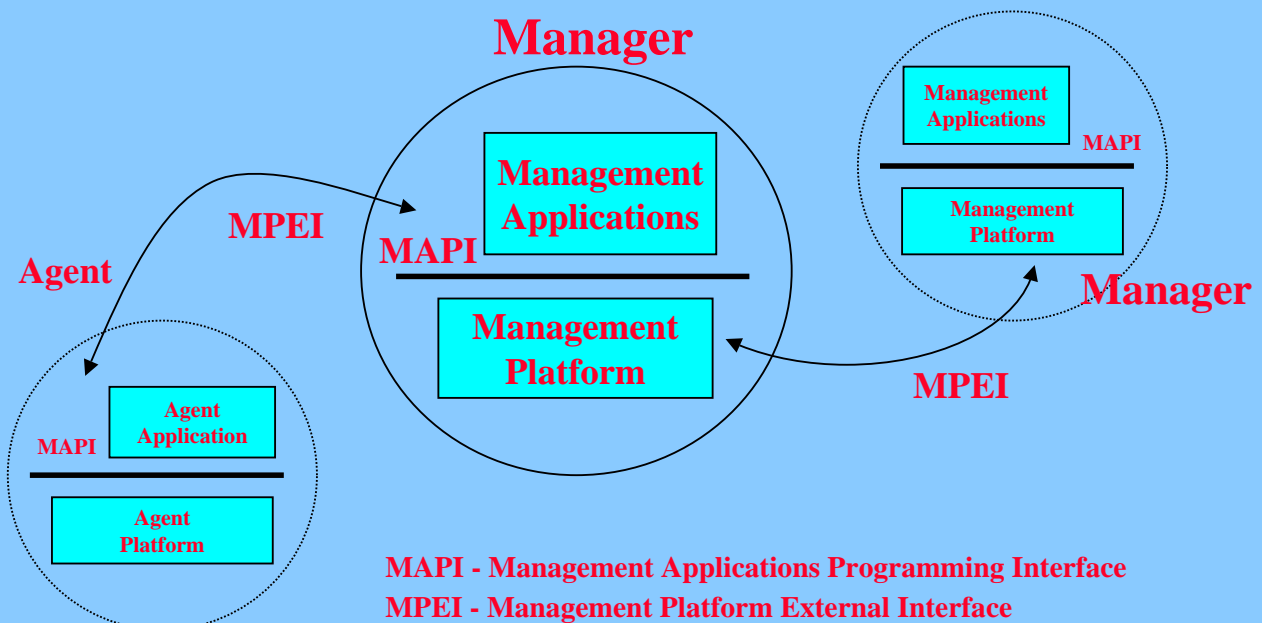 Manager
Management
Applications
MAPI
Management
Platform
MPEI
Agent
MAPI
Agent
Application
Agent
Platform
Management
Applications
MAPI
Management
Platform
Manager
MPEI
MAPI - Management Applications Programming Interface
MPEI - Management Platform External Interface